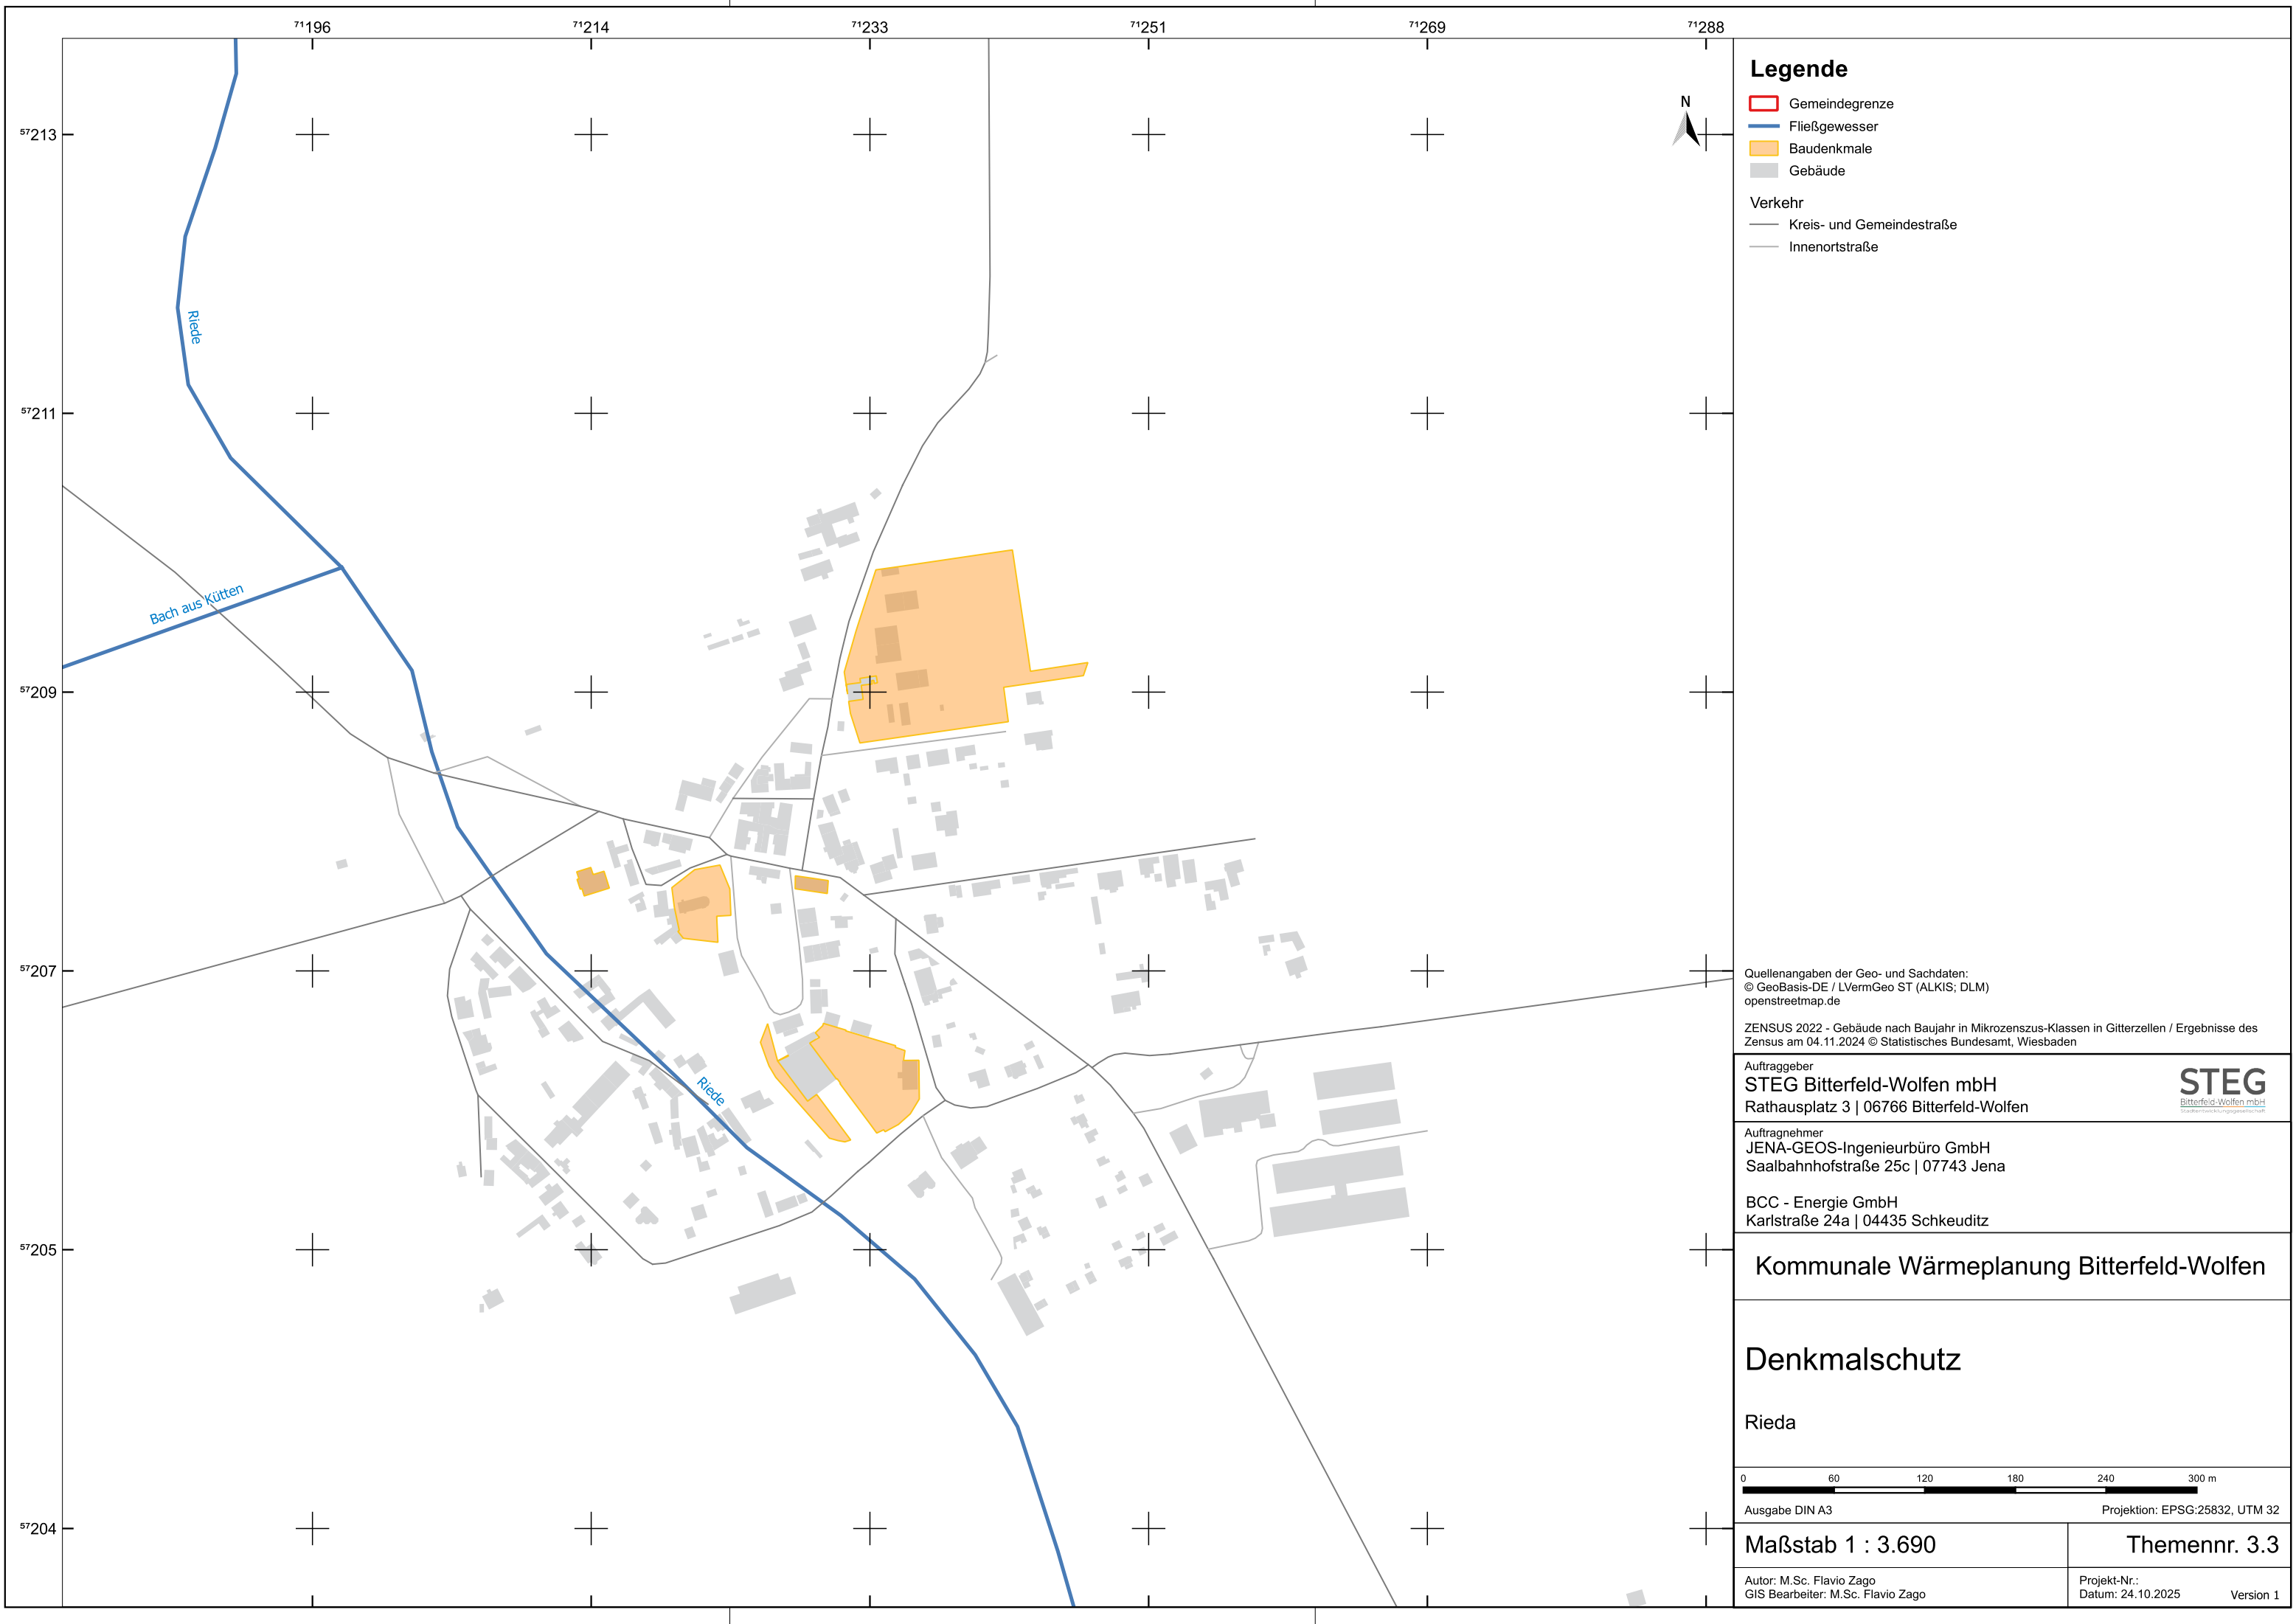 71196 71214 71233 71251 71269 71288
57213
57211
57209
57207
57205
57204
N
Riede
Bach aus Kütten
Riede
Legende
Gemeindegrenze
Fließgewesser
Baudenkmale
Gebäude
Verkehr
Kreis- und Gemeindestraße
Innenortstraße
Quellenangaben der Geo- und Sachdaten:
© GeoBasis-DE / LVermGeo ST (ALKIS; DLM)
openstreetmap.de
ZENSUS 2022 - Gebäude nach Baujahr in Mikrozenszus-Klassen in Gitterzellen / Ergebnisse des
Zensus am 04.11.2024 © Statistisches Bundesamt, Wiesbaden
Auftraggeber
STEG Bitterfeld-Wolfen mbH
Rathausplatz 3 | 06766 Bitterfeld-Wolfen
STEG
Bitterfeld-Wolfen mbH
Stadtentwicklungsgesellschaft
Auftragnehmer
JENA-GEOS-Ingenieurbüro GmbH
Saalbahnhofstraße 25c | 07743 Jena
BCC - Energie GmbH
Karlstraße 24a | 04435 Schkeuditz
Kommunale Wärmeplanung Bitterfeld-Wolfen
Denkmalschutz
Rieda
0 60 120 180 240 300 m
Ausgabe DIN A3 Projektion: EPSG:25832, UTM 32
Maßstab 1 : 3.690 Themennr. 3.3
Autor: M.Sc. Flavio Zago
GIS Bearbeiter: M.Sc. Flavio Zago
Projekt-Nr.:
Datum: 24.10.2025 Version 1